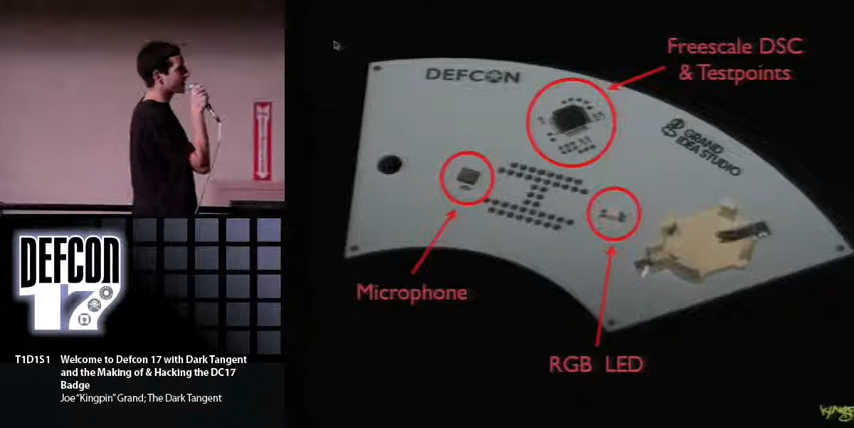 Freescale DSC
& Testpoints
DEFCON
GRAND
IDEA STUDIO
Microphone
RGB LED
DEFCON
17
T1D1S1 Welcome to Defcon 17 with Dark Tangent
and the Making of & Hacking the DC17
Badge
Joe "Kingpin" Grand; The Dark Tangent